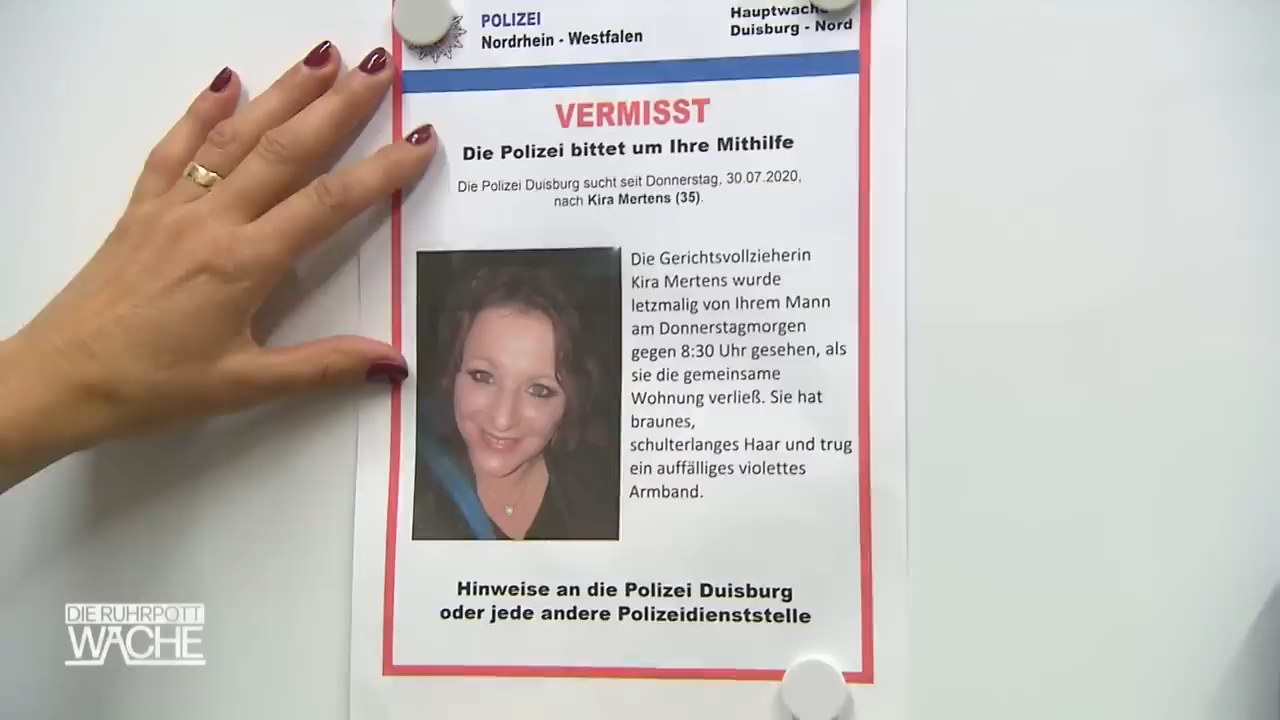 POLIZEI
Nordrhein - Westfalen
Duisburg - Nord
VERMISST
Die Polizei bittet um Ihre Mithilfe
Die Polizei Duisburg sucht seit Donnerstag, 30.07.2020,
nach Kira Mertens (35).
Die Gerichtsvollzieherin
Kira Mertens wurde
letzmalig von Ihrem Mann
am Donnerstagmorgen
gegen 8:30 Uhr gesehen, als
sie die gemeinsame
Wohnung verließ. Sie hat
braunes,
schulterlanges Haar und trug
ein auffälliges violettes
Armband.
Hinweise an die Polizei Duisburg
oder jede andere Polizeidienststelle
DIE RUHRPOTT
WACHE